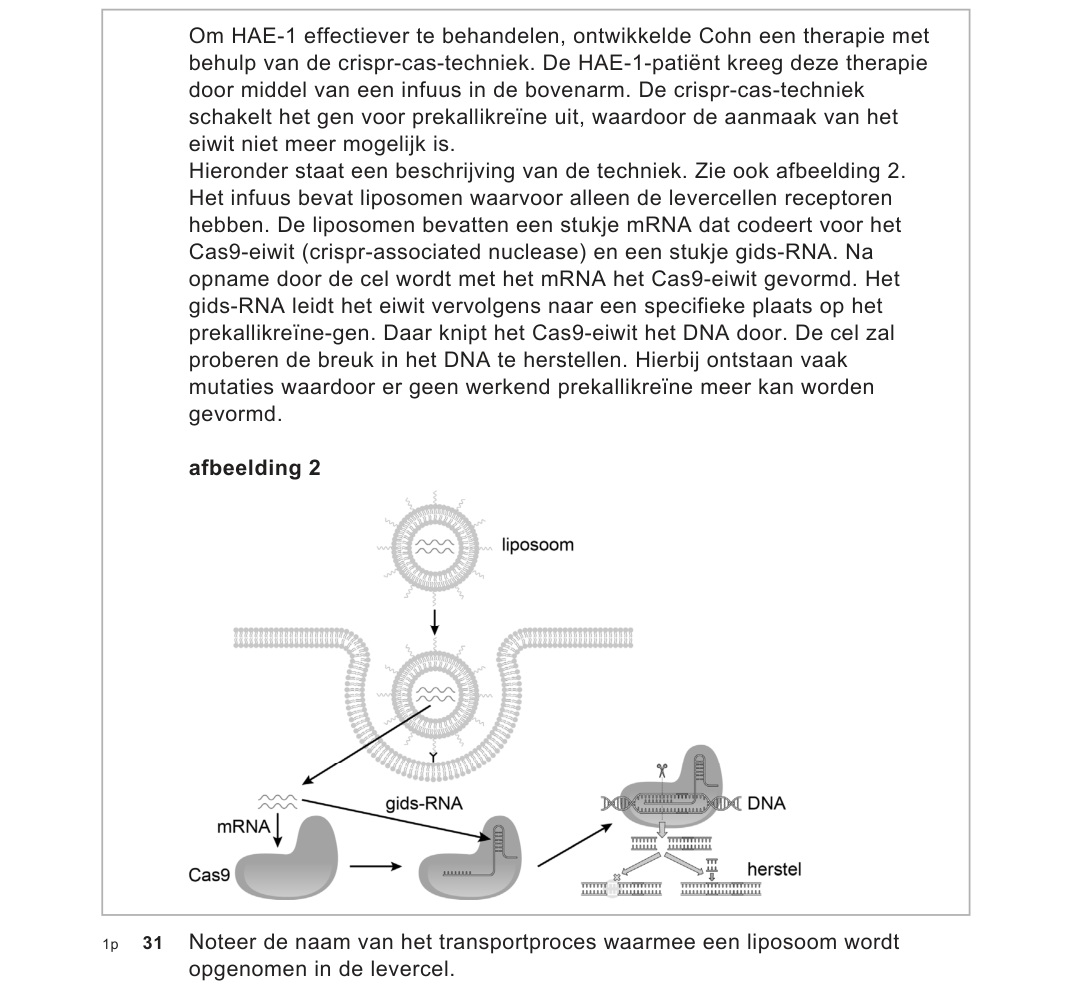 Om HAE-1 effectiever te behandelen, ontwikkelde Cohn een therapie met
behulp van de crispr-cas-techniek. De HAE-1-patiënt kreeg deze therapie
door middel van een infuus in de bovenarm. De crispr-cas-techniek
schakelt het gen voor prekallikreïne uit, waardoor de aanmaak van het
eiwit niet meer mogelijk is.
Hieronder staat een beschrijving van de techniek. Zie ook afbeelding 2.
Het infuus bevat liposomen waarvoor alleen de levercellen receptoren
hebben. De liposomen bevatten een stukje mRNA dat codeert voor het
Cas9-eiwit (crispr-associated nuclease) en een stukje gids-RNA. Na
opname door de cel wordt met het mRNA het Cas9-eiwit gevormd. Het
gids-RNA leidt het eiwit vervolgens naar een specifieke plaats op het
prekallikreïne-gen. Daar knipt het Cas9-eiwit het DNA door. De cel zal
proberen de breuk in het DNA te herstellen. Hierbij ontstaan vaak
mutaties waardoor er geen werkend prekallikreïne meer kan worden
gevormd.
afbeelding 2
liposoom
gids-RNA
DNA
mRNA
Cas9
herstel
1p 31 Noteer de naam van het transportproces waarmee een liposoom wordt
opgenomen in de levercel.